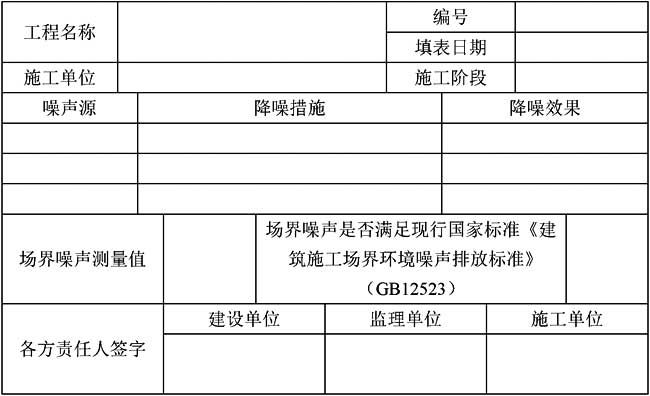 工程名称
编号
填表日期
施工单位
施工阶段
噪声源
降噪措施
降噪效果
场界噪声测量值
场界噪声是否满足现行国家标准《建
筑施工场界环境噪声排放标准》
（GB12523）
各方责任人签字
建设单位
监理单位
施工单位